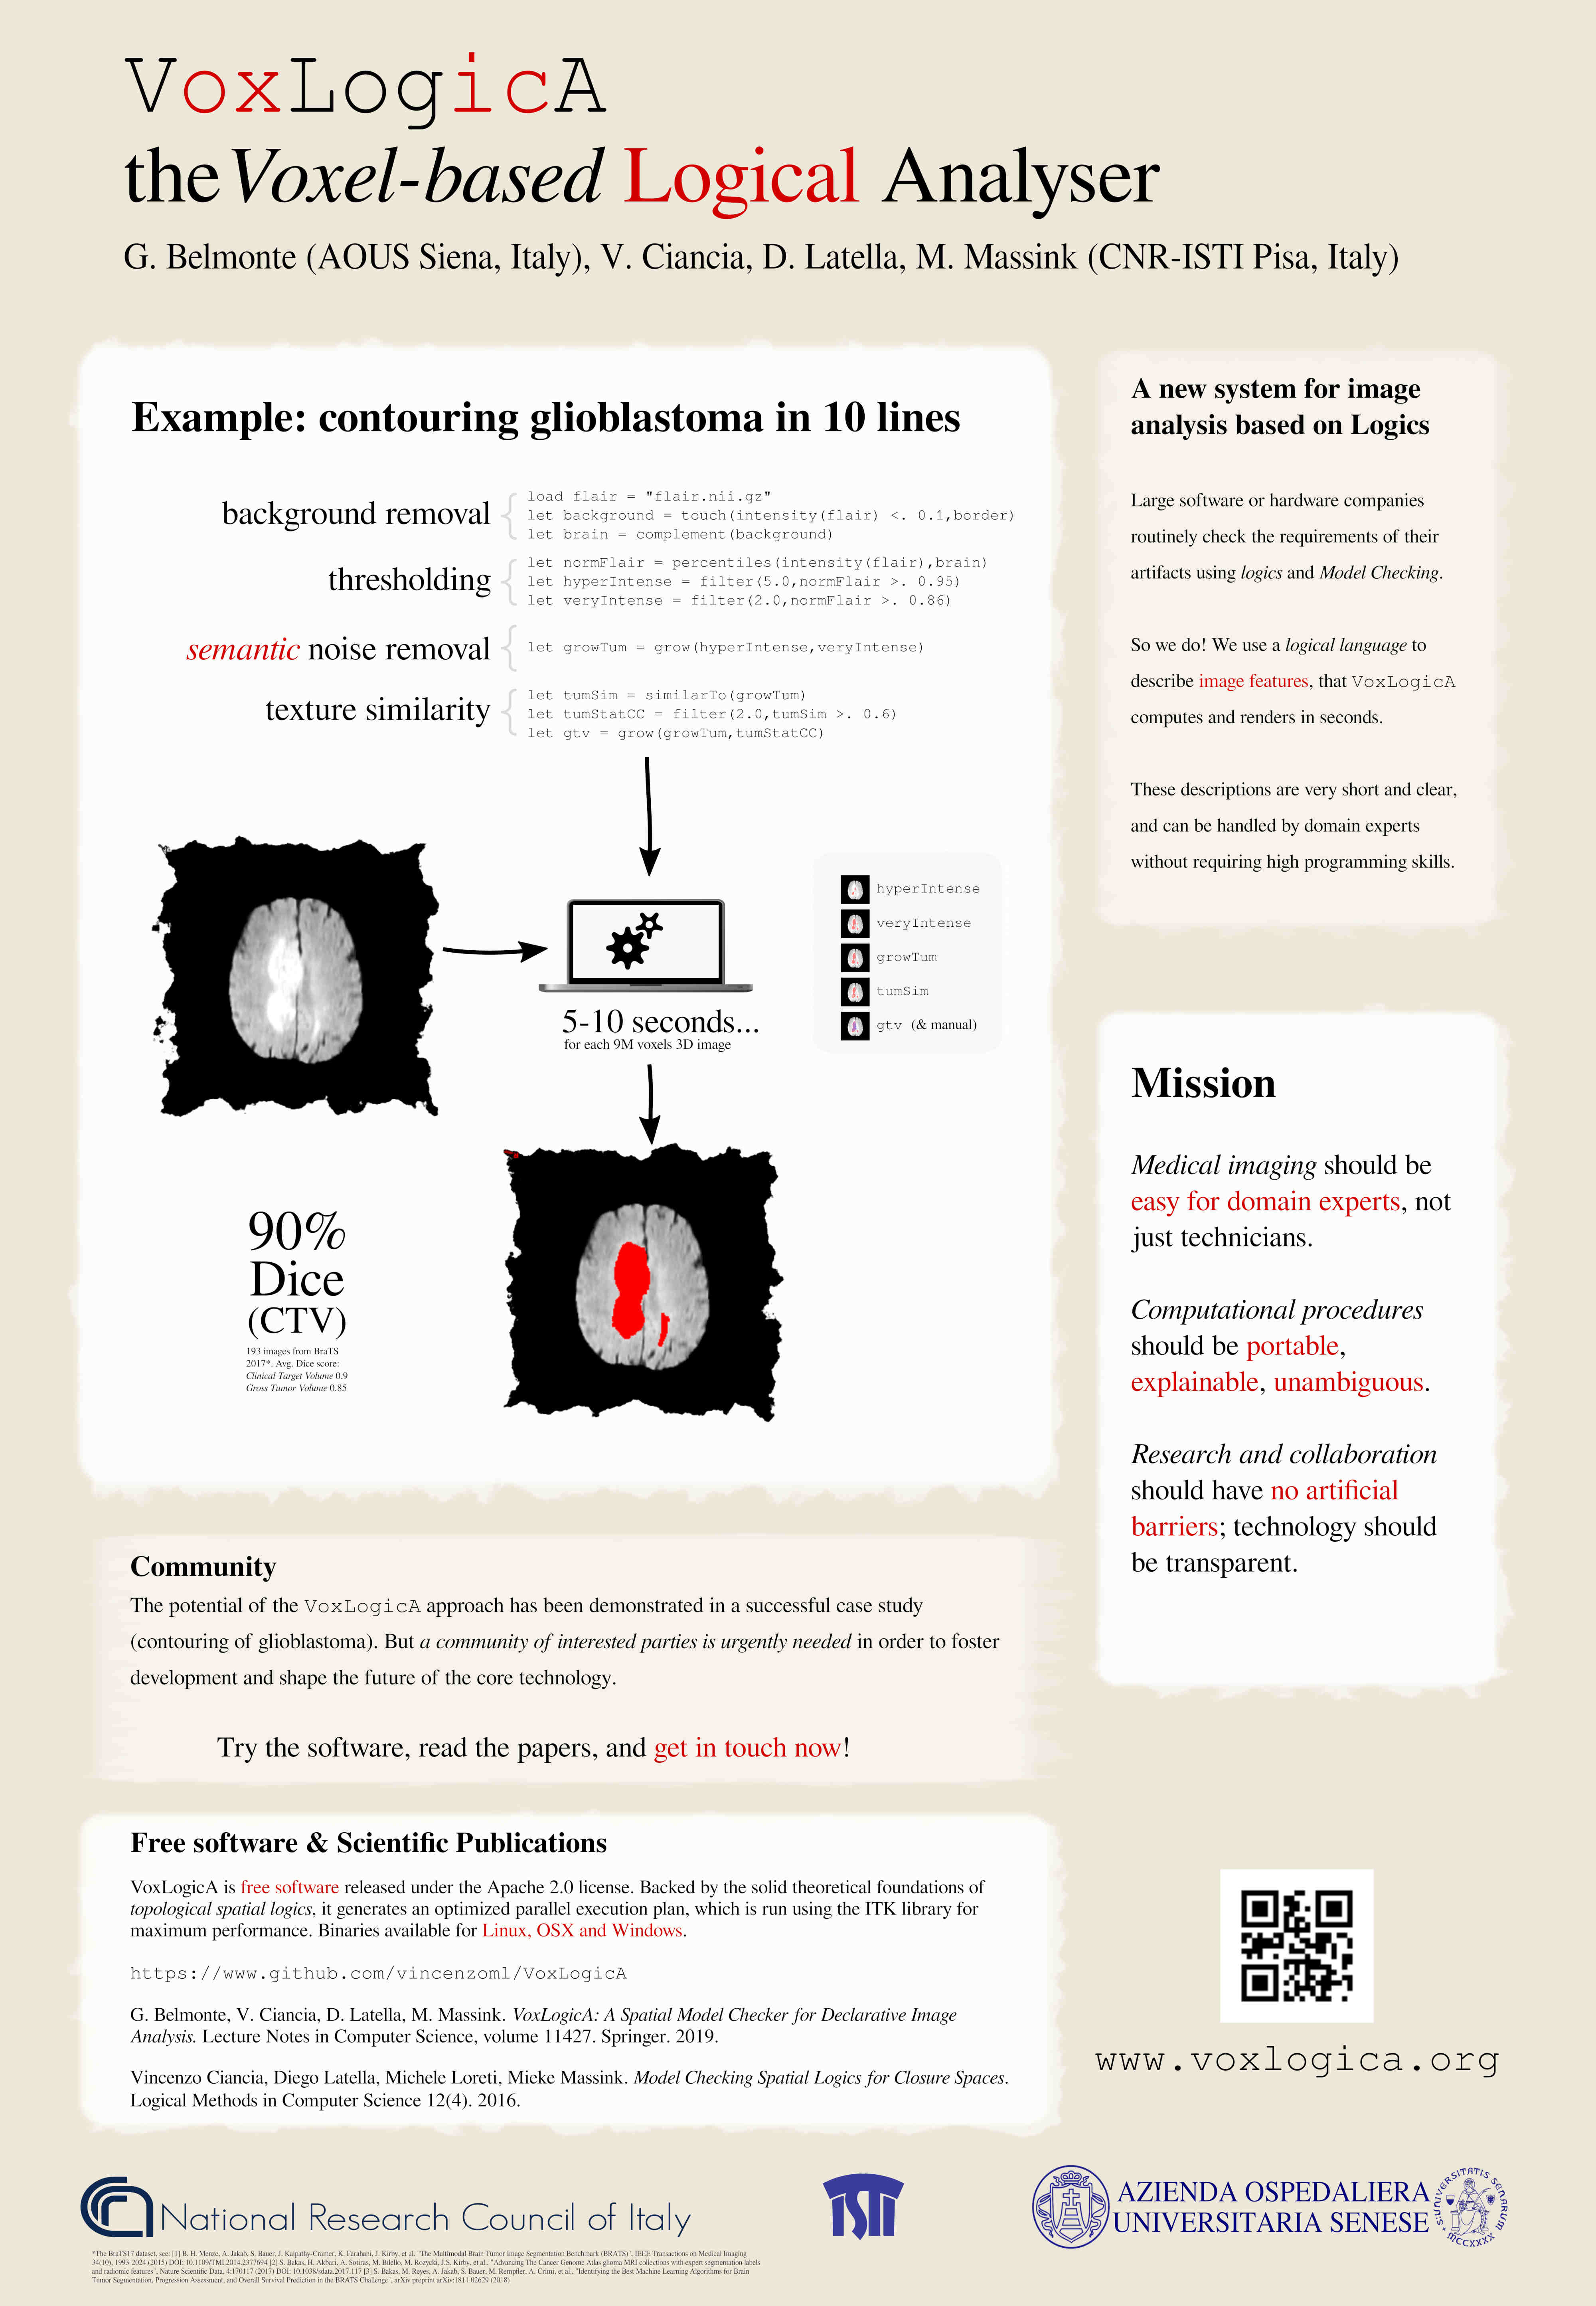 VoxLogicA
the Voxel-based Logical Analyser
G. Belmonte (AOUS Siena, Italy), V. Ciancia, D. Latella, M. Massink (CNR-ISTI Pisa, Italy)
Example: contouring glioblastoma in 10 lines
background removal
load flair = "flair.nii.gz"
let background = touch(intensity(flair) <. 0.1,border)
let brain = complement(background)
thresholding
let normFlair = percentiles(intensity(flair),brain)
let hyperIntense = filter(5.0,normFlair >. 0.95)
let veryIntense = filter(2.0,normFlair >. 0.86)
semantic noise removal
let growTum = grow(hyperIntense,veryIntense)
texture similarity
let tumSim = similarTo(growTum)
let tumStatCC = filter(2.0,tumSim >. 0.6)
let gtv = grow(growTum,tumStatCC)
5-10 seconds...
for each 9M voxels 3D image
hyperIntense
veryIntense
growTum
tumSim
gtv (& manual)
90%
Dice
(CTV)
193 images from BraTS
2017*. Avg. Dice score:
Clinical Target Volume 0.9
Gross Tumor Volume 0.85
A new system for image
analysis based on Logics
Large software or hardware companies
routinely check the requirements of their
artifacts using logics and Model Checking.
So we do! We use a logical language to
describe image features, that VoxLogicA
computes and renders in seconds.
These descriptions are very short and clear,
and can be handled by domain experts
without requiring high programming skills.
Mission
Medical imaging should be
easy for domain experts, not
just technicians.
Computational procedures
should be portable,
explainable, unambiguous.
Research and collaboration
should have no artificial
barriers; technology should
be transparent.
Community
The potential of the VoxLogicA approach has been demonstrated in a successful case study
(contouring of glioblastoma). But a community of interested parties is urgently needed in order to foster
development and shape the future of the core technology.
Try the software, read the papers, and get in touch now!
Free software & Scientific Publications
VoxLogicA is free software released under the Apache 2.0 license. Backed by the solid theoretical foundations of
topological spatial logics, it generates an optimized parallel execution plan, which is run using the ITK library for
maximum performance. Binaries available for Linux, OSX and Windows.
https://www.github.com/vincenzoml/VoxLogicA
G. Belmonte, V. Ciancia, D. Latella, M. Massink. VoxLogicA: A Spatial Model Checker for Declarative Image
Analysis. Lecture Notes in Computer Science, volume 11427. Springer. 2019.
Vincenzo Ciancia, Diego Latella, Michele Loreti, Mieke Massink. Model Checking Spatial Logics for Closure Spaces.
Logical Methods in Computer Science 12(4). 2016.
www.voxlogica.org
National Research Council of Italy
ISTI
AZIENDA OSPEDALIERA
UNIVERSITARIA SENESE
MCCXXXX
*The BraTS17 dataset, see: [1] B. H. Menze, A. Jakab, S. Bauer, J. Kalpathy-Cramer, K. Farahani, J. Kirby, et al. "The Multimodal Brain Tumor Image Segmentation Benchmark (BRATS)", IEEE Transactions on Medical Imaging
34(10), 1993-2024 (2015) DOI: 10.1109/TMI.2014.2377694 [2] S. Bakas, H. Akbari, A. Sotiras, M. Bilello, M. Rozycki, J.S. Kirby, et al., "Advancing The Cancer Genome Atlas glioma MRI collections with expert segmentation labels
and radiomic features", Nature Scientific Data, 4:170117 (2017) DOI: 10.1038/sdata.2017.117 [3] S. Bakas, M. Reyes, A. Jakab, S. Bauer, M. Rempfler, A. Crimi, et al., "Identifying the Best Machine Learning Algorithms for Brain
Tumor Segmentation, Progression Assessment, and Overall Survival Prediction in the BRATS Challenge", arXiv preprint arXiv:1811.02629 (2018)